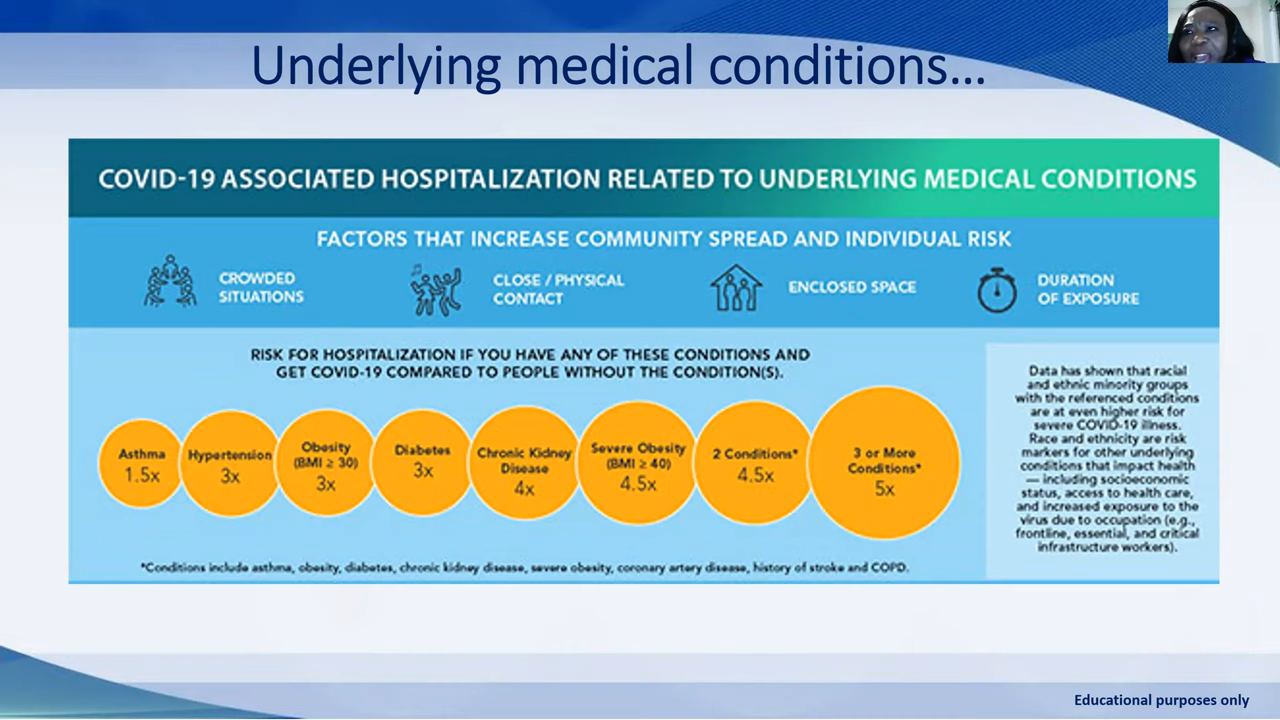 Underlying medical conditions...
COVID-19 ASSOCIATED HOSPITALIZATION RELATED TO UNDERLYING MEDICAL CONDITIONS
FACTORS THAT INCREASE COMMUNITY SPREAD AND INDIVIDUAL RISK
CROWDED
SITUATIONS
CLOSE / PHYSICAL
CONTACT
ENCLOSED SPACE
DURATION
OF EXPOSURE
RISK FOR HOSPITALIZATION IF YOU HAVE ANY OF THESE CONDITIONS AND
GET COVID-19 COMPARED TO PEOPLE WITHOUT THE CONDITION(S).
Asthma
1.5x
Hypertension
3x
Obesity
(BMI ≥ 30)
3x
Diabetes
3x
Chronic Kidney
Disease
4x
Severe Obesity
(BMI ≥ 40)
4.5x
2 Conditions*
4.5x
3 or More
Conditions*
5x
*Conditions include asthma, obesity, diabetes, chronic kidney disease, severe obesity, coronary artery disease, history of stroke and COPD.
Data has shown that racial
and ethnic minority groups
with the referenced conditions
are at even higher risk for
severe COVID-19 illness.
Race and ethnicity are risk
markers for other underlying
conditions that impact health
— including socioeconomic
status, access to health care,
and increased exposure to the
virus due to occupation (e.g.,
frontline, essential, and critical
infrastructure workers).
Educational purposes only